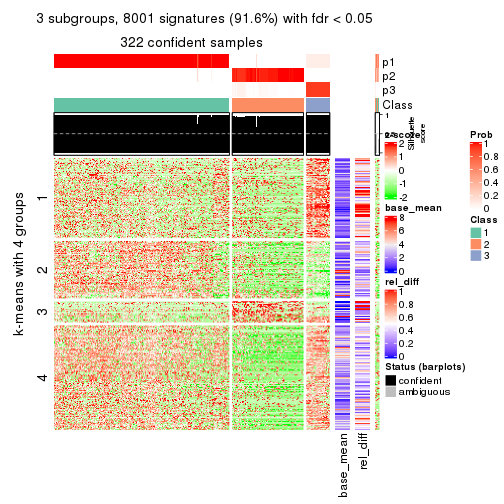 3 subgroups, 8001 signatures (91.6%) with fdr < 0.05
322 confident samples
p1
p2
p3
Class
1
0.5
0
Silhouette
score
k-means with 4 groups
1
2
3
4
base_mean
rel_diff
z-score
2
1
0
-1
-2
base_mean
8
6
4
2
0
rel_diff
1
0.8
0.6
0.4
0.2
0
Status (barplots)
confident
ambiguous
Prob
1
0.8
0.6
0.4
0.2
0
Class
1
2
3